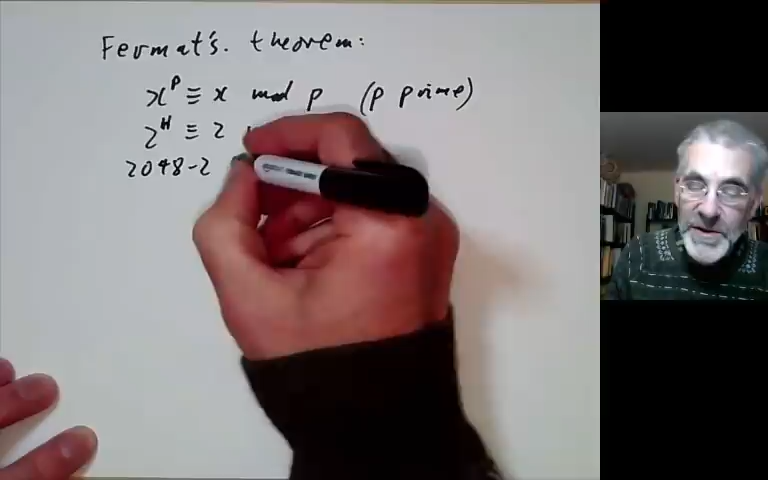 Fermat's. theorem:
x^p ≡ x mod p (p prime)
2^11 ≡ 2
2048-2